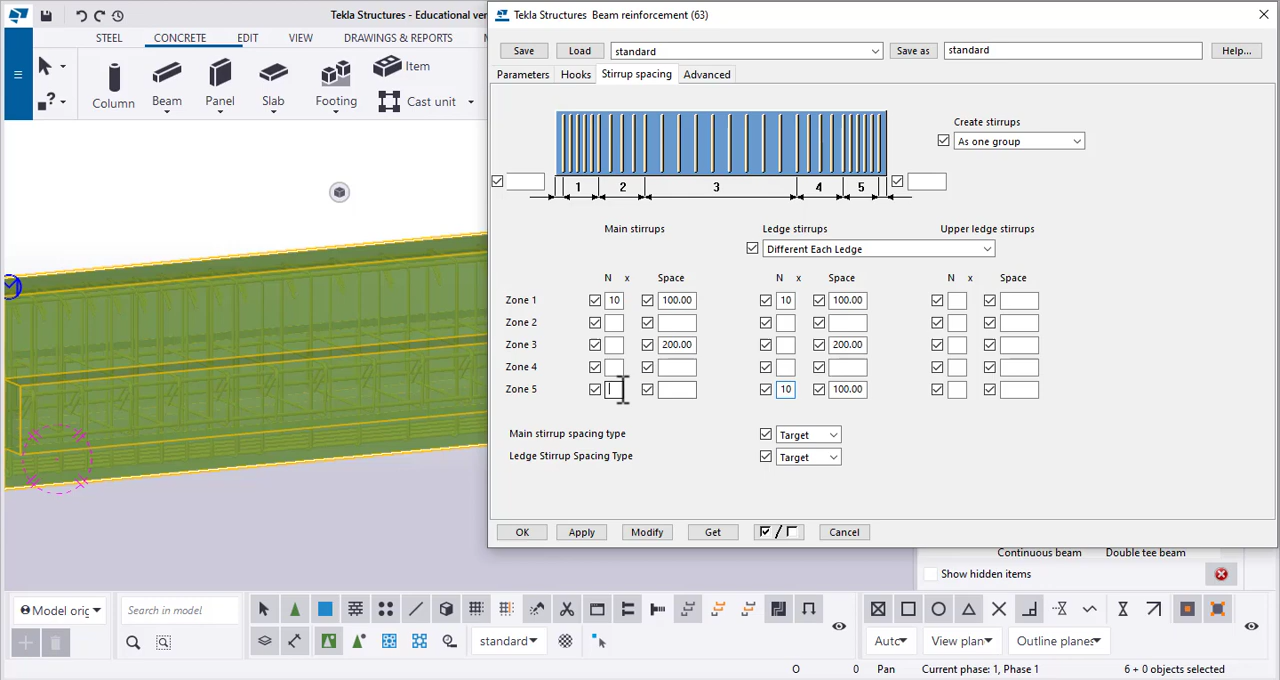 Tekla Structures - Educational ver
Tekla Structures Beam reinforcement (63)
STEEL
CONCRETE
EDIT
VIEW
DRAWINGS & REPORTS
Save
Load
standard
Save as
standard
Help...
Parameters
Hooks
Stirrup spacing
Advanced
Item
Column
Beam
Panel
Slab
Footing
Cast unit
Create stirrups
As one group
1
2
3
4
5
Main stirrups
Ledge stirrups
Upper ledge stirrups
Different Each Ledge
N x Space
N x Space
N x Space
Zone 1 10 100.00 10 100.00
Zone 2
Zone 3 200.00 200.00
Zone 4
Zone 5 10 100.00
Main stirrup spacing type Target
Ledge Stirrup Spacing Type Target
OK
Apply
Modify
Get
/
Cancel
Continuous beam
Double tee beam
Show hidden items
Model orig
Search in model
standard
Auto
View plan
Outline planes
O
0
Pan
Current phase: 1, Phase 1
6 + 0 objects selected